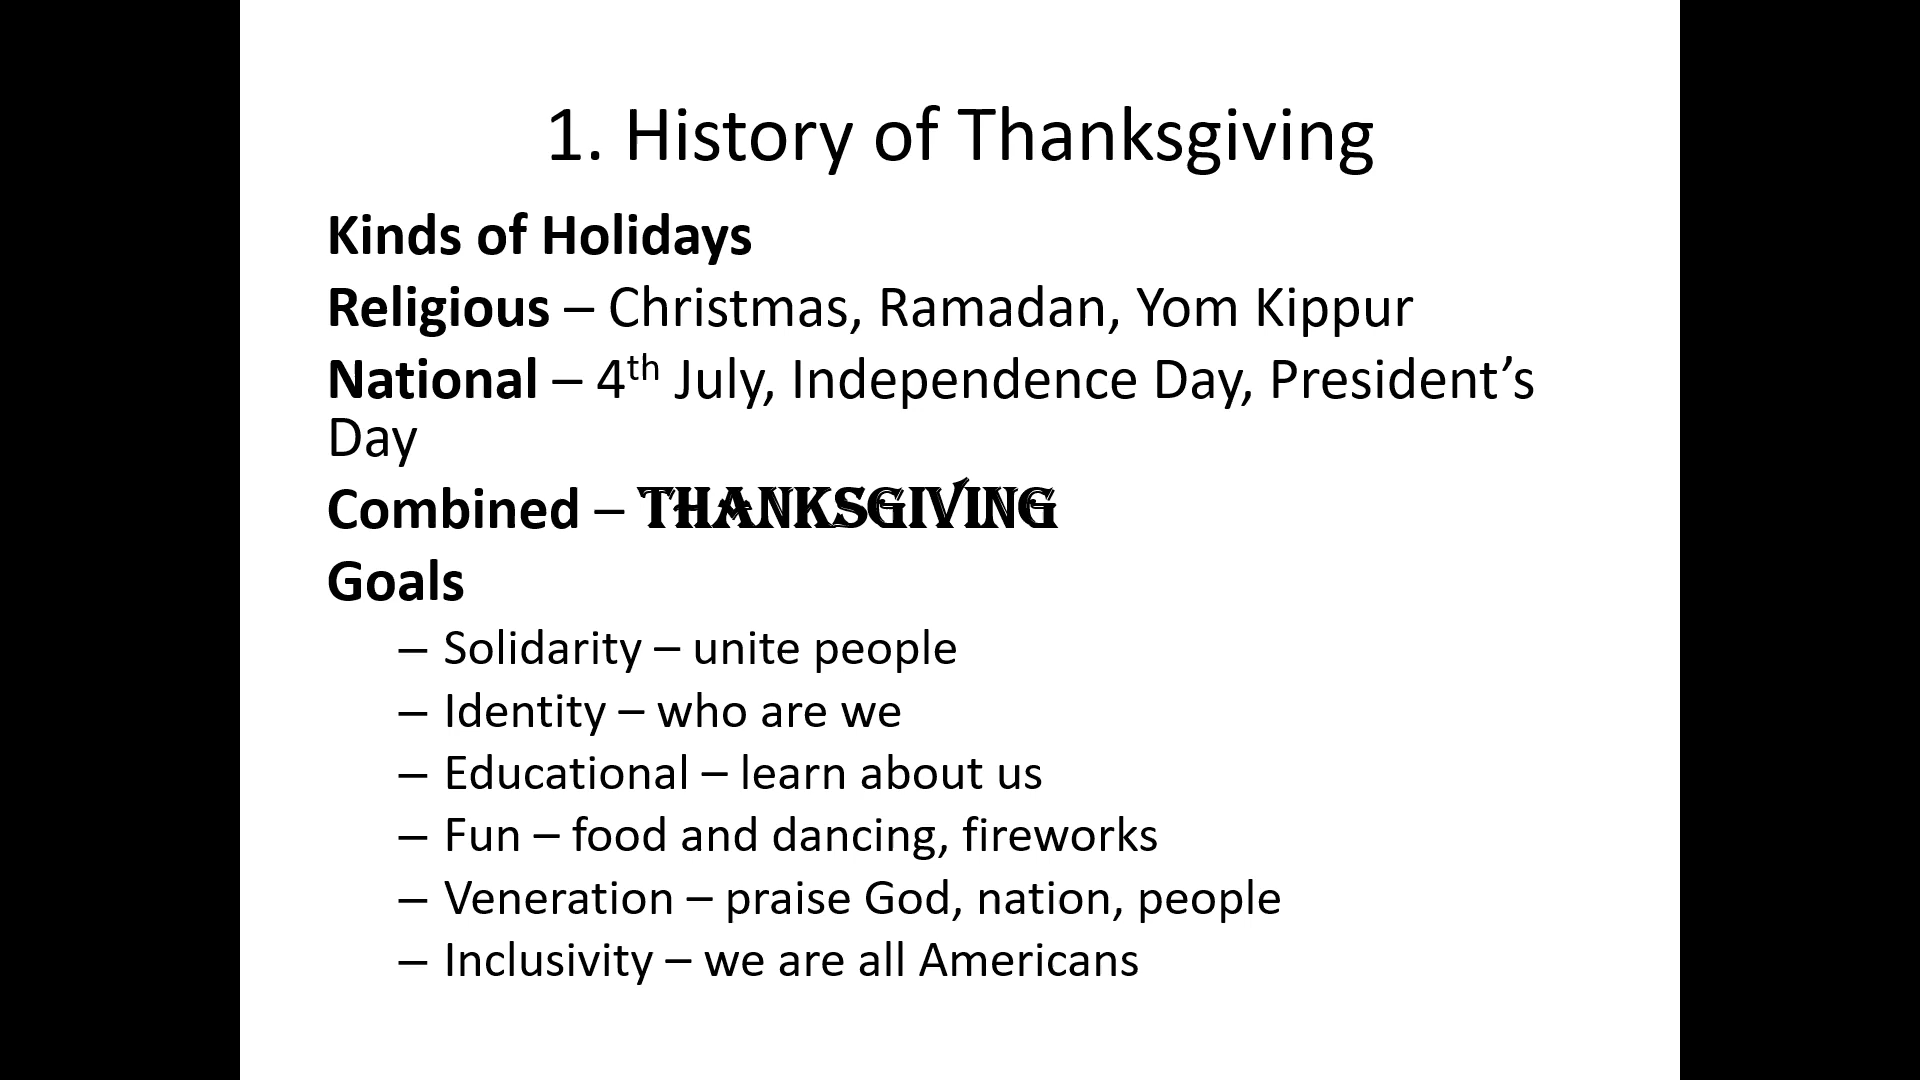 1. History of Thanksgiving
Kinds of Holidays
Religious – Christmas, Ramadan, Yom Kippur
National – 4th July, Independence Day, President’s
Day
Combined – THANKSGIVING
Goals
– Solidarity – unite people
– Identity – who are we
– Educational – learn about us
– Fun – food and dancing, fireworks
– Veneration – praise God, nation, people
– Inclusivity – we are all Americans